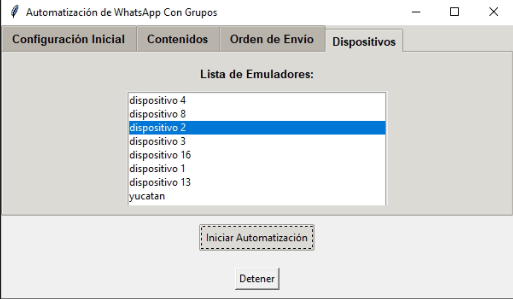 Automatización de WhatsApp Con Grupos
Configuración Inicial Contenidos Orden de Envío Dispositivos
Lista de Emuladores:
dispositivo 4
dispositivo 8
dispositivo 2
dispositivo 3
dispositivo 16
dispositivo 1
dispositivo 13
yucatan
Iniciar Automatización
Detener